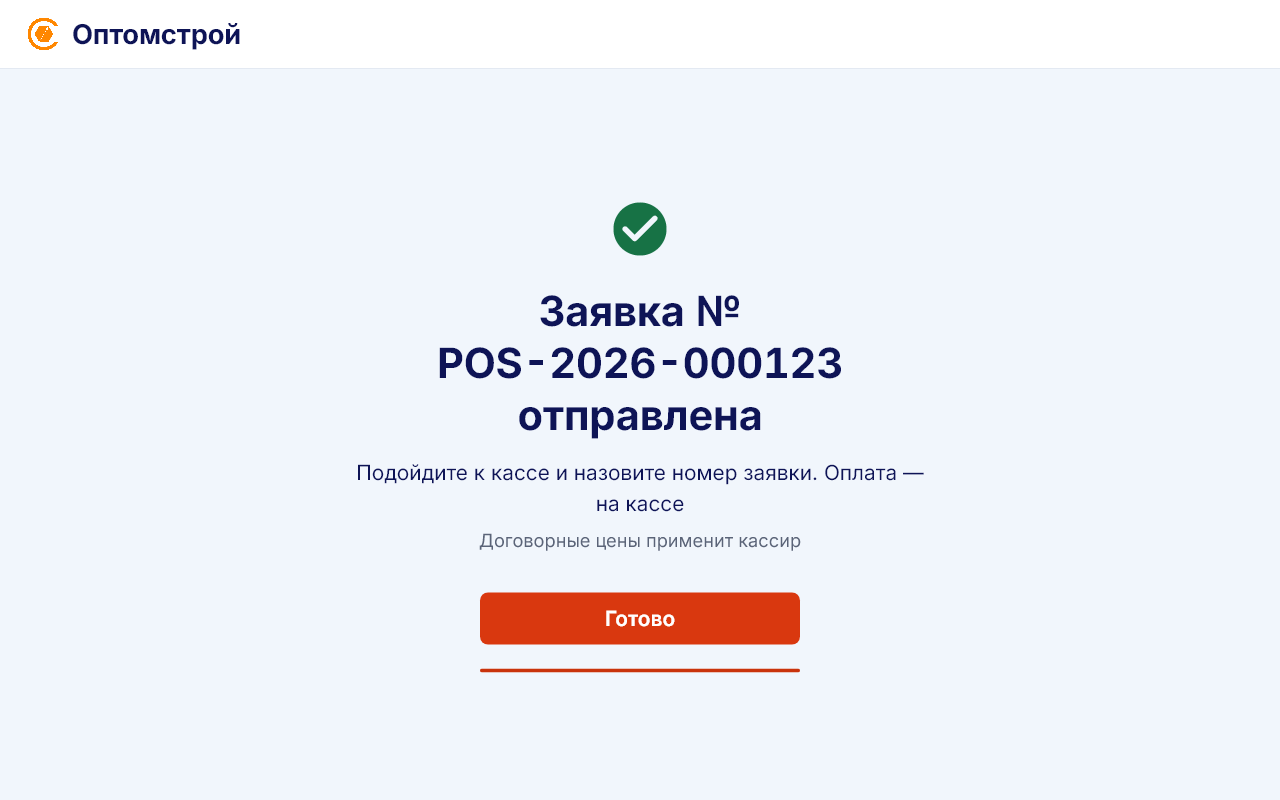 Оптомстрой
Заявка №
POS-2026-000123
отправлена
Подойдите к кассе и назовите номер заявки. Оплата —
на кассе
Договорные цены применит кассир
Готово